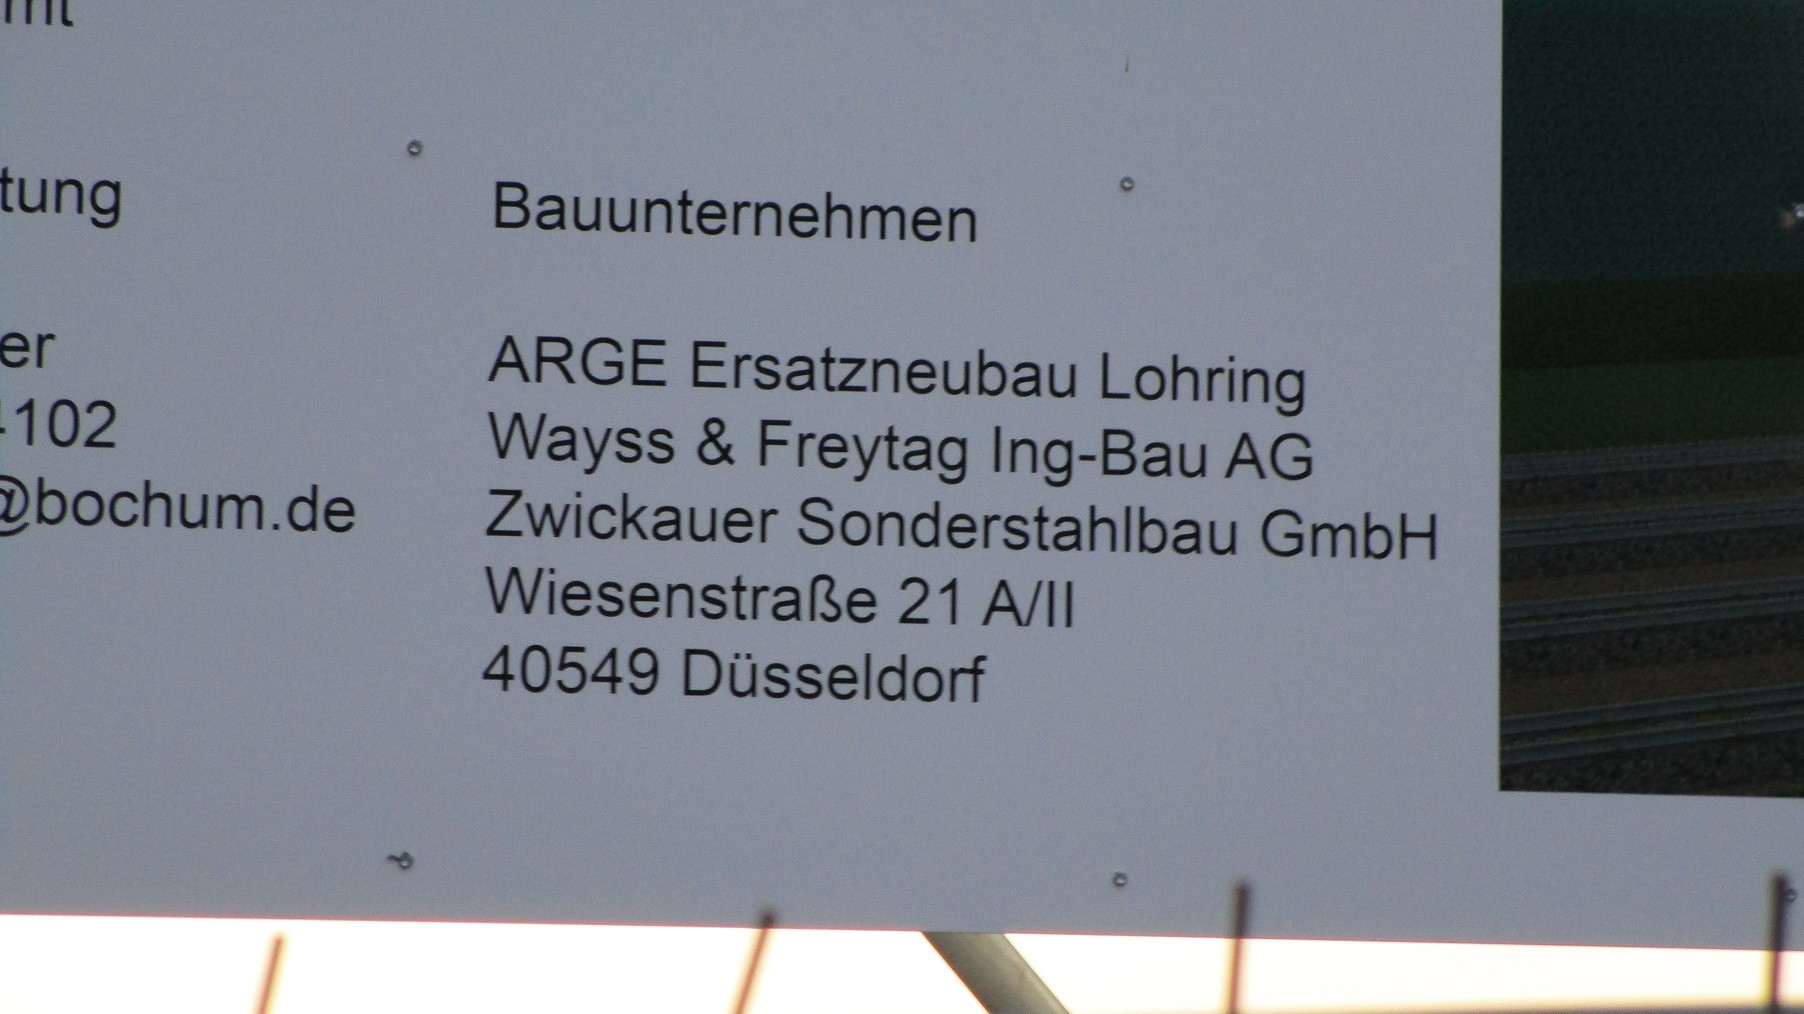 Bauunternehmen
ARGE Ersatzneubau Lohring
Wayss & Freytag Ing-Bau AG
Zwickauer Sonderstahlbau GmbH
Wiesenstraße 21 A/II
40549 Düsseldorf
tung
er
4102
@bochum.de